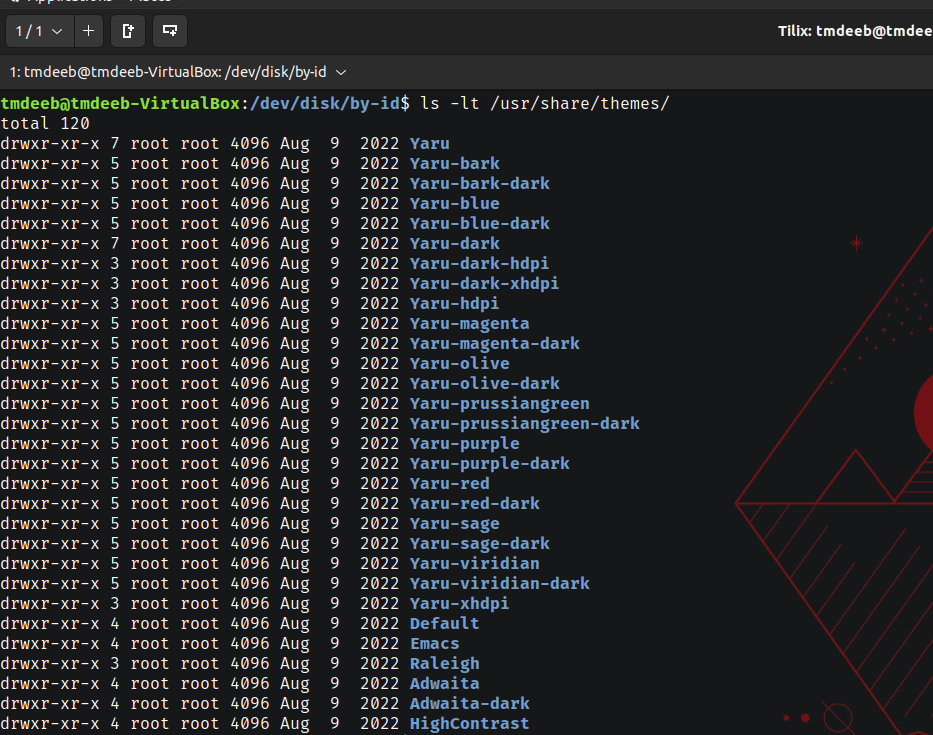 1 / 1
Tilix: tmdeeb@tmdee
1: tmdeeb@tmdeeb-VirtualBox: /dev/disk/by-id
tmdeeb@tmdeeb-VirtualBox:/dev/disk/by-id$ ls -lt /usr/share/themes/
total 120
drwxr-xr-x 7 root root 4096 Aug  9  2022 Yaru
drwxr-xr-x 5 root root 4096 Aug  9  2022 Yaru-bark
drwxr-xr-x 5 root root 4096 Aug  9  2022 Yaru-bark-dark
drwxr-xr-x 5 root root 4096 Aug  9  2022 Yaru-blue
drwxr-xr-x 5 root root 4096 Aug  9  2022 Yaru-blue-dark
drwxr-xr-x 7 root root 4096 Aug  9  2022 Yaru-dark
drwxr-xr-x 3 root root 4096 Aug  9  2022 Yaru-dark-hdpi
drwxr-xr-x 3 root root 4096 Aug  9  2022 Yaru-dark-xhdpi
drwxr-xr-x 3 root root 4096 Aug  9  2022 Yaru-hdpi
drwxr-xr-x 5 root root 4096 Aug  9  2022 Yaru-magenta
drwxr-xr-x 5 root root 4096 Aug  9  2022 Yaru-magenta-dark
drwxr-xr-x 5 root root 4096 Aug  9  2022 Yaru-olive
drwxr-xr-x 5 root root 4096 Aug  9  2022 Yaru-olive-dark
drwxr-xr-x 5 root root 4096 Aug  9  2022 Yaru-prussiangreen
drwxr-xr-x 5 root root 4096 Aug  9  2022 Yaru-prussiangreen-dark
drwxr-xr-x 5 root root 4096 Aug  9  2022 Yaru-purple
drwxr-xr-x 5 root root 4096 Aug  9  2022 Yaru-purple-dark
drwxr-xr-x 5 root root 4096 Aug  9  2022 Yaru-red
drwxr-xr-x 5 root root 4096 Aug  9  2022 Yaru-red-dark
drwxr-xr-x 5 root root 4096 Aug  9  2022 Yaru-sage
drwxr-xr-x 5 root root 4096 Aug  9  2022 Yaru-sage-dark
drwxr-xr-x 5 root root 4096 Aug  9  2022 Yaru-viridian
drwxr-xr-x 5 root root 4096 Aug  9  2022 Yaru-viridian-dark
drwxr-xr-x 3 root root 4096 Aug  9  2022 Yaru-xhdpi
drwxr-xr-x 4 root root 4096 Aug  9  2022 Default
drwxr-xr-x 4 root root 4096 Aug  9  2022 Emacs
drwxr-xr-x 3 root root 4096 Aug  9  2022 Raleigh
drwxr-xr-x 4 root root 4096 Aug  9  2022 Adwaita
drwxr-xr-x 4 root root 4096 Aug  9  2022 Adwaita-dark
drwxr-xr-x 4 root root 4096 Aug  9  2022 HighContrast